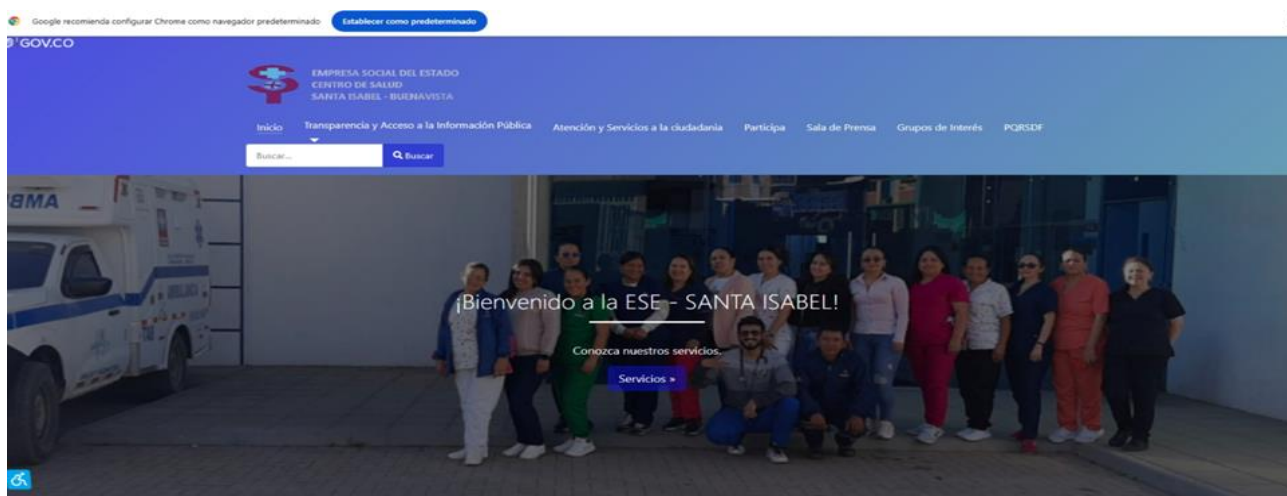 Google recomienda configurar Chrome como navegador predeterminado Establecer como predeterminado
GOV.CO
EMPRESA SOCIAL DEL ESTADO
CENTRO DE SALUD
SANTA ISABEL - BUENAVISTA
Inicio Transparencia y Acceso a la Información Pública Atención y Servicios a la ciudadania Participa Sala de Prensa Grupos de Interés PQRSDF
Buscar... Buscar
¡Bienvenido a la ESE - SANTA ISABEL!
Conozca nuestros servicios.
Servicios »